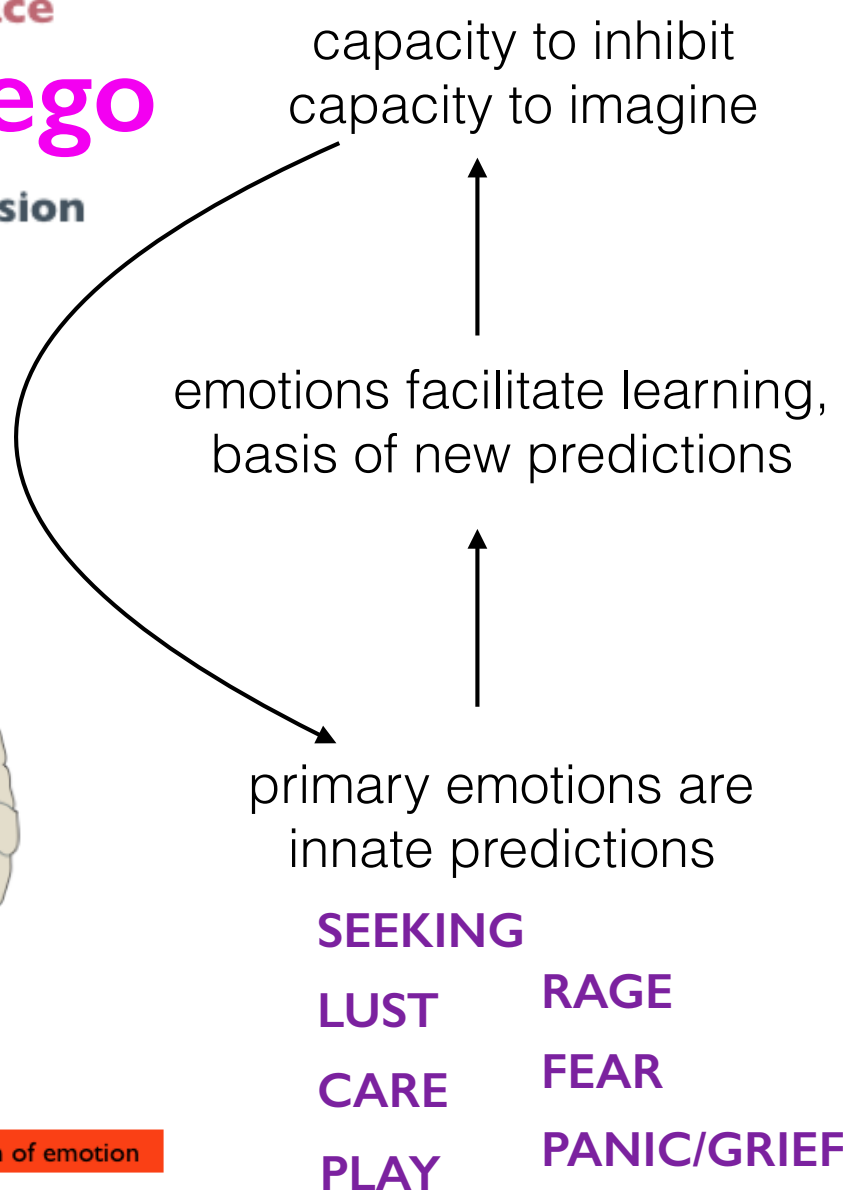 ego
capacity to inhibit
capacity to imagine
emotions facilitate learning,
basis of new predictions
primary emotions are
innate predictions
SEEKING
RAGE
LUST
FEAR
CARE
PANIC/GRIEF
PLAY
of emotion